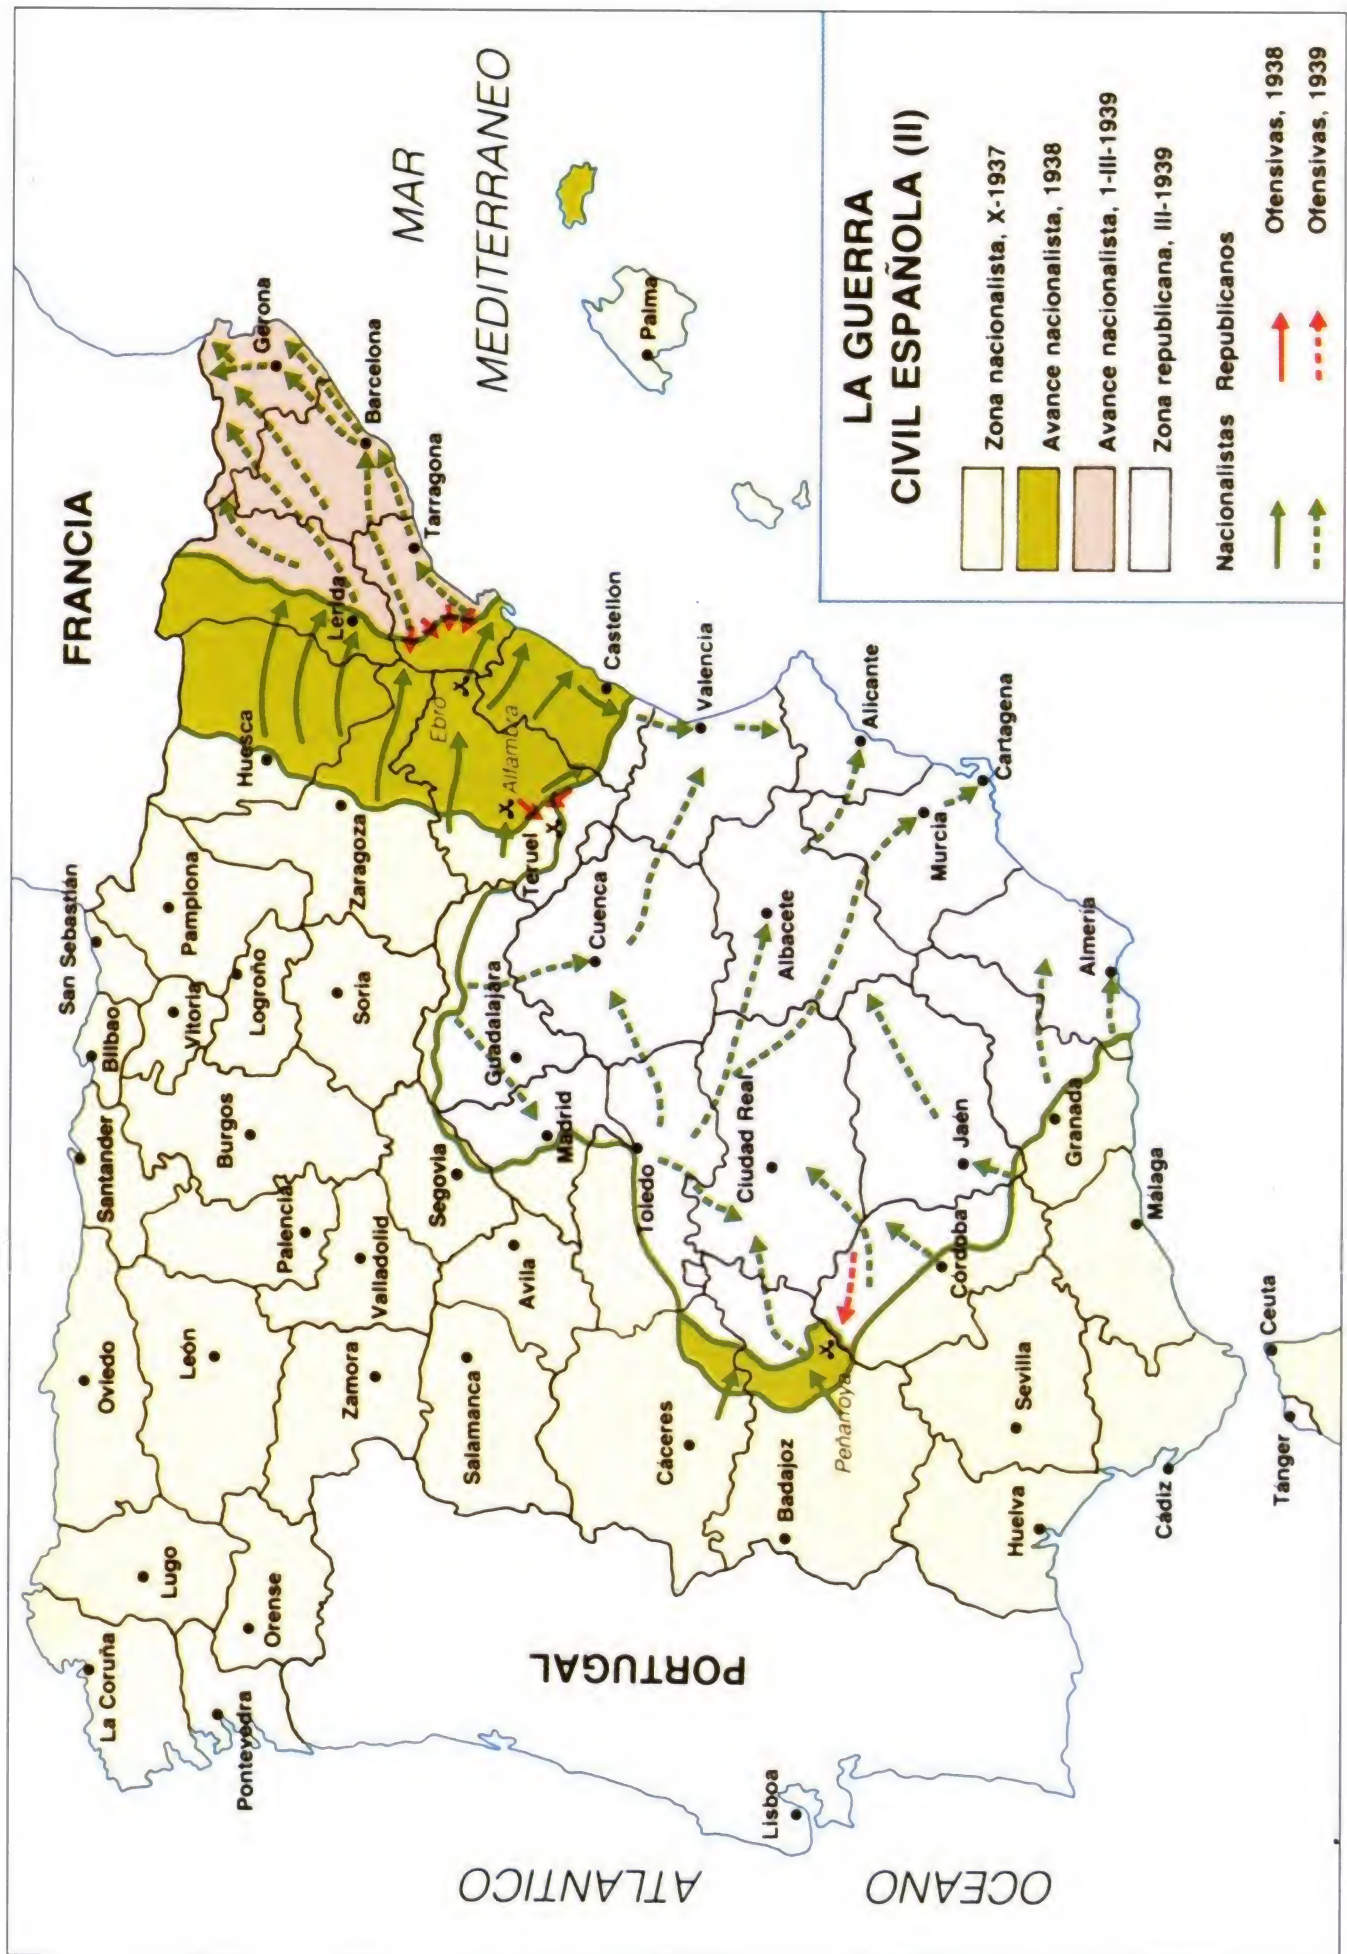 FRANCIA
MAR
MEDITERRANEO
OCEANO
ATLANTICO
PORTUGAL
La Coruña
Lugo
Pontevedra
Orense
Oviedo
León
Santander
Palencia
Burgos
Bilbao
San Sebastián
Vitoria
Pamplona
Logroño
Soria
Zamora
Valladolid
Segovia
Salamanca
Avila
Huesca
Zaragoza
Lérida
Gerona
Barcelona
Tarragona
Ebro
Alfambra
Teruel
Castellon
Guadalajara
Madrid
Cuenca
Toledo
Valencia
Cáceres
Badajoz
Ciudad Real
Albacete
Alicante
Peñarroya
Murcia
Cartagena
Córdoba
Jaén
Huelva
Sevilla
Granada
Almería
Cádiz
Málaga
Lisboa
Tánger
Ceuta
Palma
LA GUERRA
CIVIL ESPAÑOLA (II)
Zona nacionalista, X-1937
Avance nacionalista, 1938
Avance nacionalista, 1-III-1939
Zona republicana, III-1939
Nacionalistas Republicanos
Ofensivas, 1938
Ofensivas, 1939